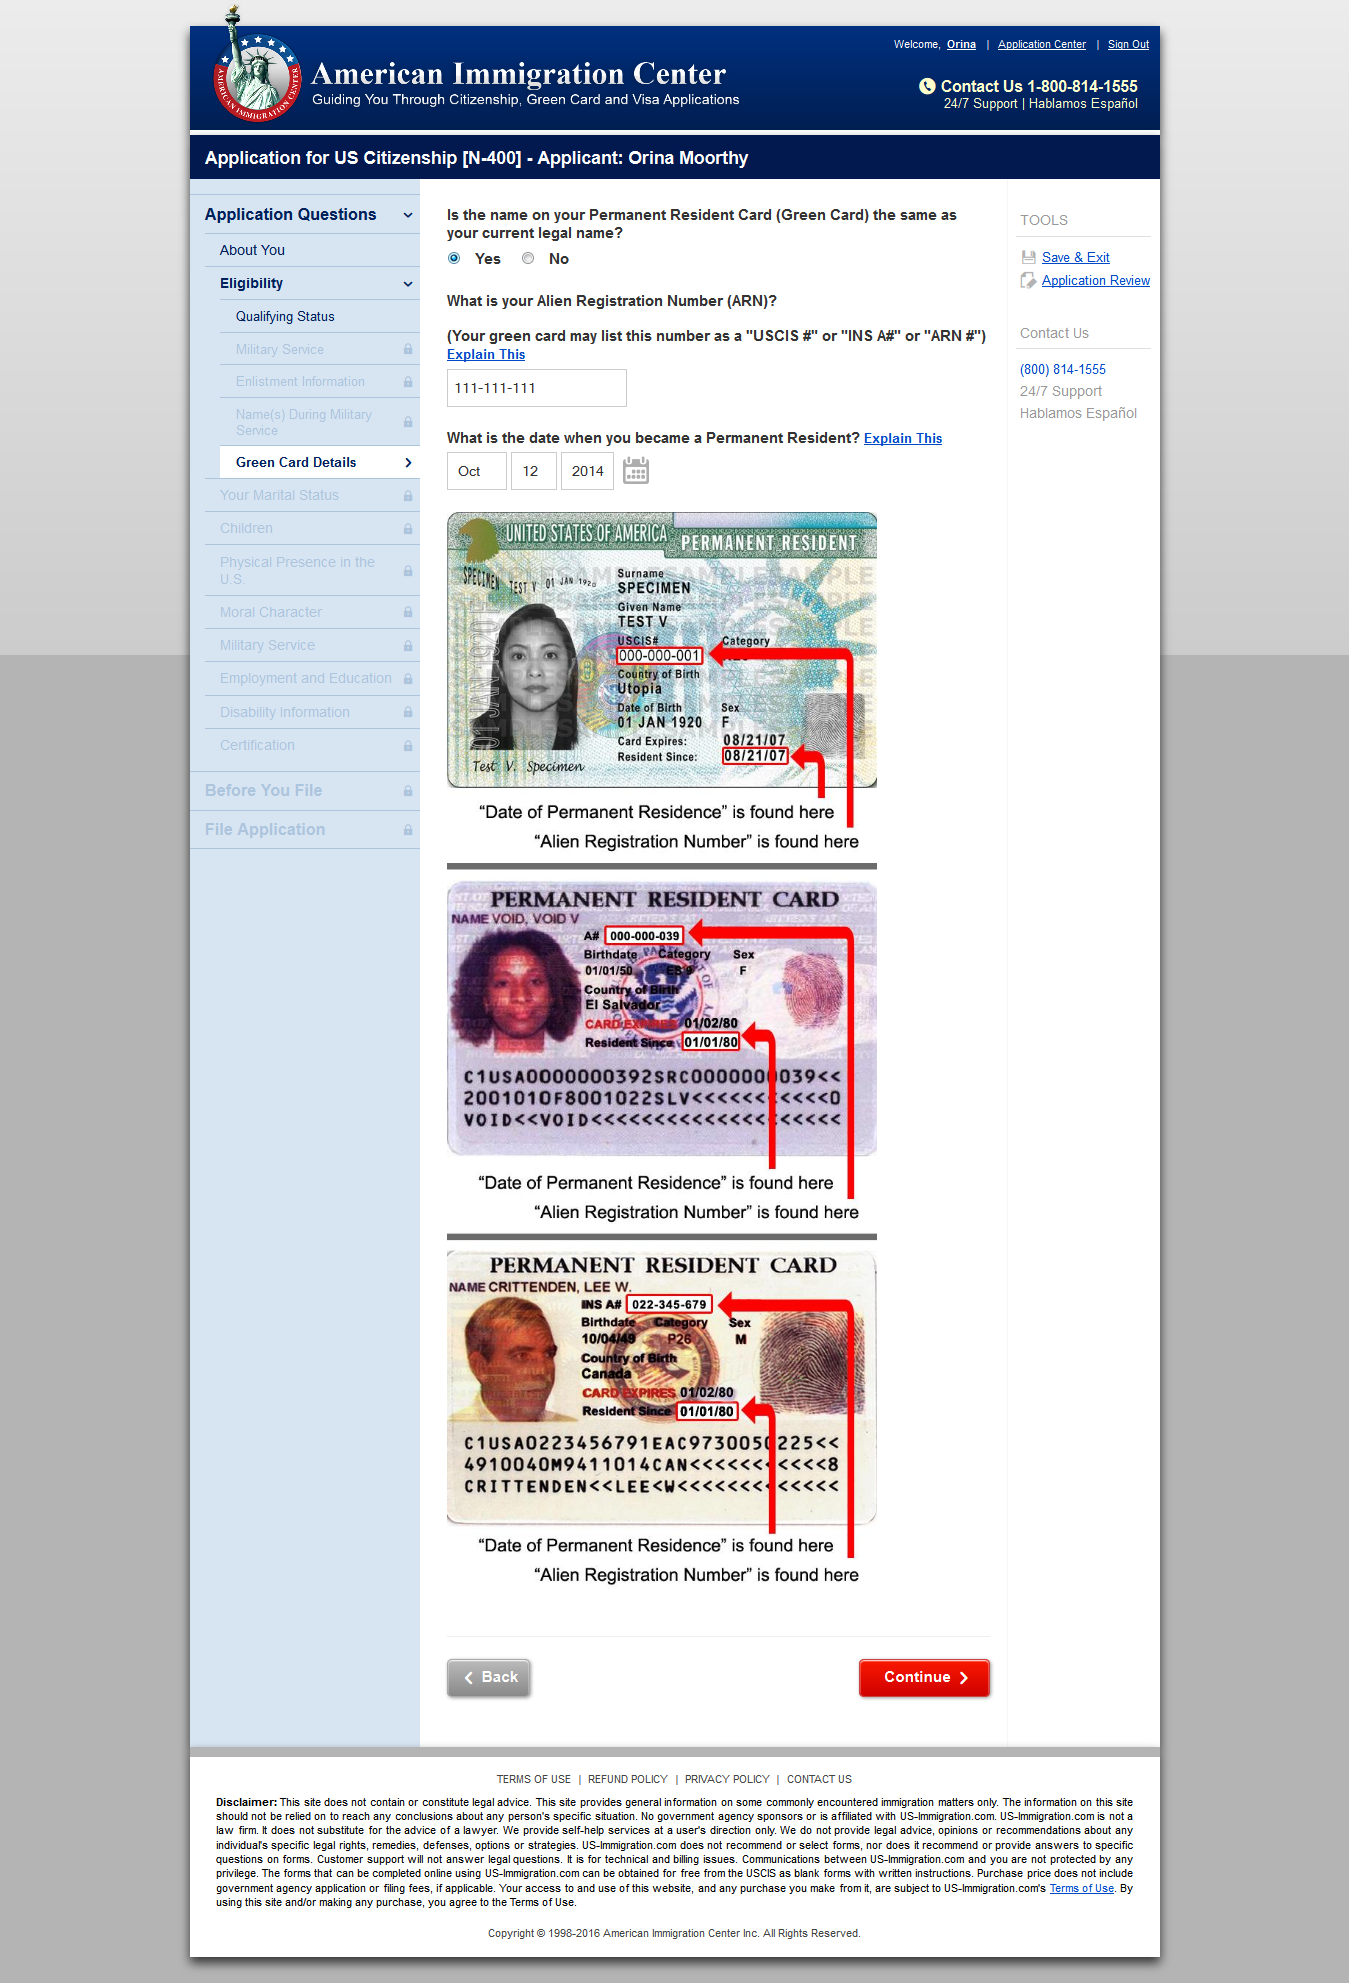 Welcome, Orina | Application Center | Sign Out
American Immigration Center
Guiding You Through Citizenship, Green Card and Visa Applications
AMERICAN IMMIGRATION CENTER
Contact Us 1-800-814-1555
24/7 Support | Hablamos Español
Application for US Citizenship [N-400] - Applicant: Orina Moorthy
Application Questions
About You
Eligibility
Qualifying Status
Military Service
Enlistment Information
Name(s) During Military
Service
Green Card Details
Your Marital Status
Children
Physical Presence in the
U.S.
Moral Character
Military Service
Employment and Education
Disability Information
Certification
Before You File
File Application
Is the name on your Permanent Resident Card (Green Card) the same as
your current legal name?
Yes No
What is your Alien Registration Number (ARN)?
(Your green card may list this number as a "USCIS #" or "INS A#" or "ARN #")
Explain This
111-111-111
What is the date when you became a Permanent Resident? Explain This
Oct 12 2014
UNITED STATES OF AMERICA
PERMANENT RESIDENT
SPECIMEN TEST V 01 JAN 1920
Surname
SPECIMEN
Given Name
TEST V
USCIS# Category
000-000-001
Country of Birth
Utopia
Date of Birth Sex
01 JAN 1920 F
Card Expires: 08/21/07
Resident Since: 08/21/07
Test V. Specimen
“Date of Permanent Residence” is found here
“Alien Registration Number” is found here
PERMANENT RESIDENT CARD
NAME VOID, VOID V
A# 000-000-039
Birthdate Category Sex
01/01/50 ES9 F
Country of Birth
El Salvador
CARD EXPIRES 01/02/80
Resident Since 01/01/80
C1USA0000000392SRC0000000039<<
2001010F8001022SLV<<<<<<<<<<<0
VOID<<VOID<<<<<<<<<<<<<<<<<<<<
“Date of Permanent Residence” is found here
“Alien Registration Number” is found here
PERMANENT RESIDENT CARD
NAME CRITTENDEN, LEE W.
INS A# 022-345-679
Birthdate Category Sex
10/04/49 P26 M
Country of Birth
Canada
CARD EXPIRES 01/02/80
Resident Since 01/01/80
C1USA0223456791EAC9730050225<<
4910040M9411014CAN<<<<<<<<<<<8
CRITTENDEN<<LEE<W<<<<<<<<<<<<<
“Date of Permanent Residence” is found here
“Alien Registration Number” is found here
Back
Continue
TOOLS
Save & Exit
Application Review
Contact Us
(800) 814-1555
24/7 Support
Hablamos Español
TERMS OF USE | REFUND POLICY | PRIVACY POLICY | CONTACT US
Disclaimer: This site does not contain or constitute legal advice. This site provides general information on some commonly encountered immigration matters only. The information on this site
should not be relied on to reach any conclusions about any person's specific situation. No government agency sponsors or is affiliated with US-Immigration.com. US-Immigration.com is not a
law firm. It does not substitute for the advice of a lawyer. We provide self-help services at a user's direction only. We do not provide legal advice, opinions or recommendations about any
individual's specific legal rights, remedies, defenses, options or strategies. US-Immigration.com does not recommend or select forms, nor does it recommend or provide answers to specific
questions on forms. Customer support will not answer legal questions. It is for technical and billing issues. Communications between US-Immigration.com and you are not protected by any
privilege. The forms that can be completed online using US-Immigration.com can be obtained for free from the USCIS as blank forms with written instructions. Purchase price does not include
government agency application or filing fees, if applicable. Your access to and use of this website, and any purchase you make from it, are subject to US-Immigration.com's Terms of Use. By
using this site and/or making any purchase, you agree to the Terms of Use.
Copyright © 1998-2016 American Immigration Center Inc. All Rights Reserved.